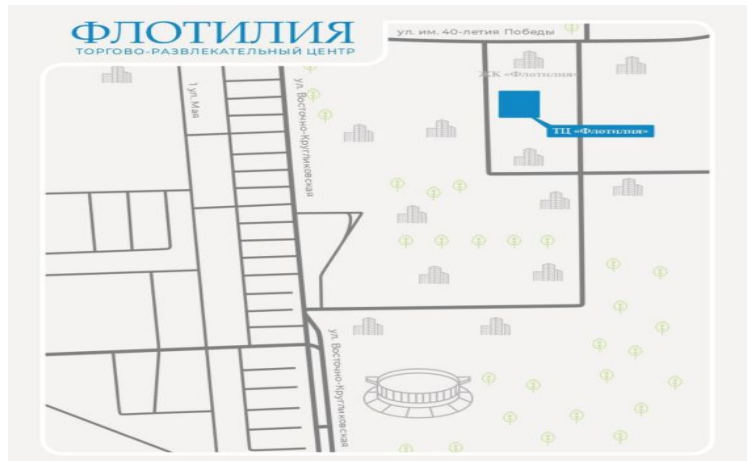 ФЛОТИЛИЯ
ТОРГОВО-РАЗВЛЕКАТЕЛЬНЫЙ ЦЕНТР
ул. им. 40-летия Победы
ЖК «Флотилия»
ТЦ «Флотилия»
1 ул. Мая
ул. Восточно-Кругликовская
ул. Восточно-Кругликовская